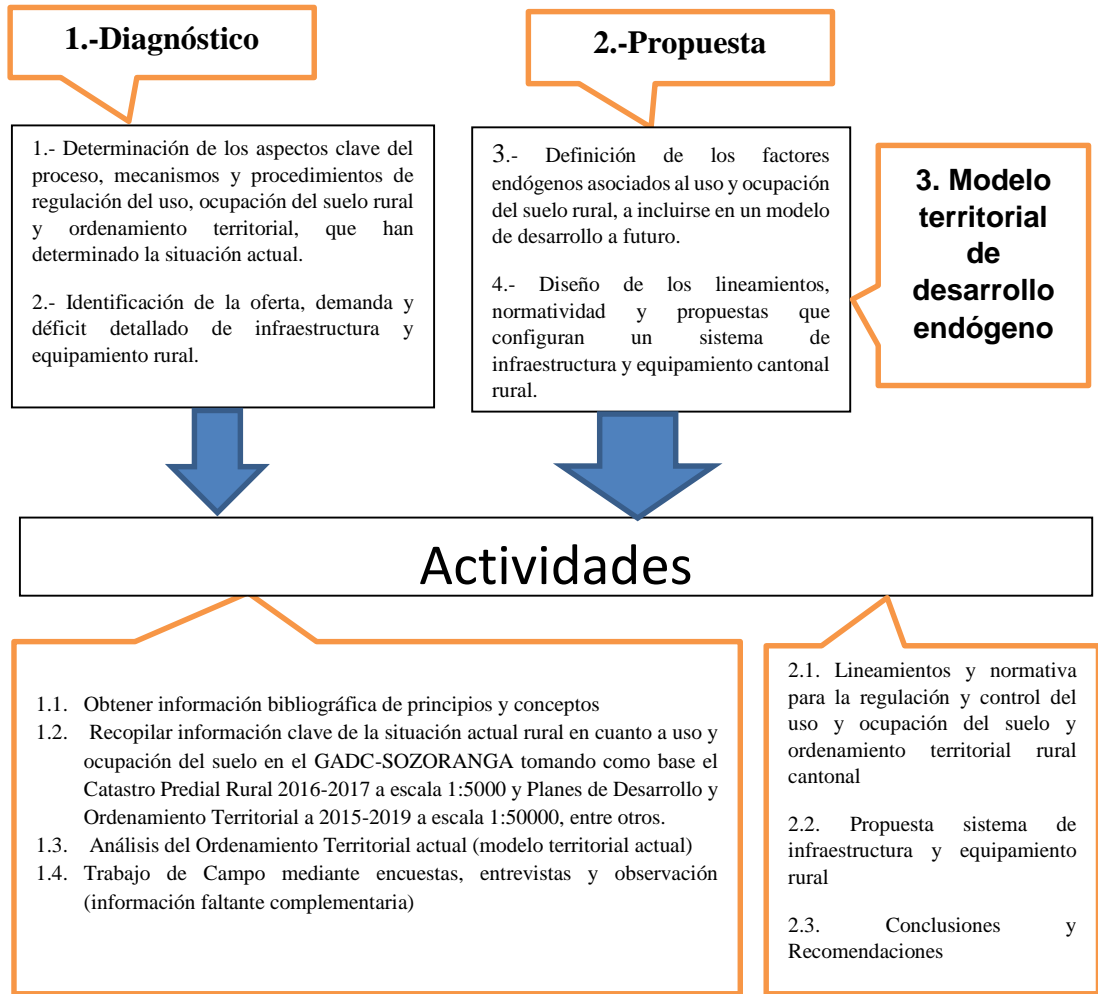 1.-Diagnóstico
1.- Determinación de los aspectos clave del
proceso, mecanismos y procedimientos de
regulación del uso, ocupación del suelo rural
y ordenamiento territorial, que han
determinado la situación actual.
2.- Identificación de la oferta, demanda y
déficit detallado de infraestructura y
equipamiento rural.
2.-Propuesta
3.- Definición de los factores
endógenos asociados al uso y ocupación
del suelo rural, a incluirse en un modelo
de desarrollo a futuro.
4.- Diseño de los lineamientos,
normatividad y propuestas que
configuran un sistema de
infraestructura y equipamiento cantonal
rural.
3. Modelo
territorial
de
desarrollo
endógeno
Actividades
1.1. Obtener información bibliográfica de principios y conceptos
1.2. Recopilar información clave de la situación actual rural en cuanto a uso y
ocupación del suelo en el GADC-SOZORANGA tomando como base el
Catastro Predial Rural 2016-2017 a escala 1:5000 y Planes de Desarrollo y
Ordenamiento Territorial a 2015-2019 a escala 1:50000, entre otros.
1.3. Análisis del Ordenamiento Territorial actual (modelo territorial actual)
1.4. Trabajo de Campo mediante encuestas, entrevistas y observación
(información faltante complementaria)
2.1. Lineamientos y normativa
para la regulación y control del
uso y ocupación del suelo y
ordenamiento territorial rural
cantonal
2.2. Propuesta sistema de
infraestructura y equipamiento
rural
2.3. Conclusiones y
Recomendaciones